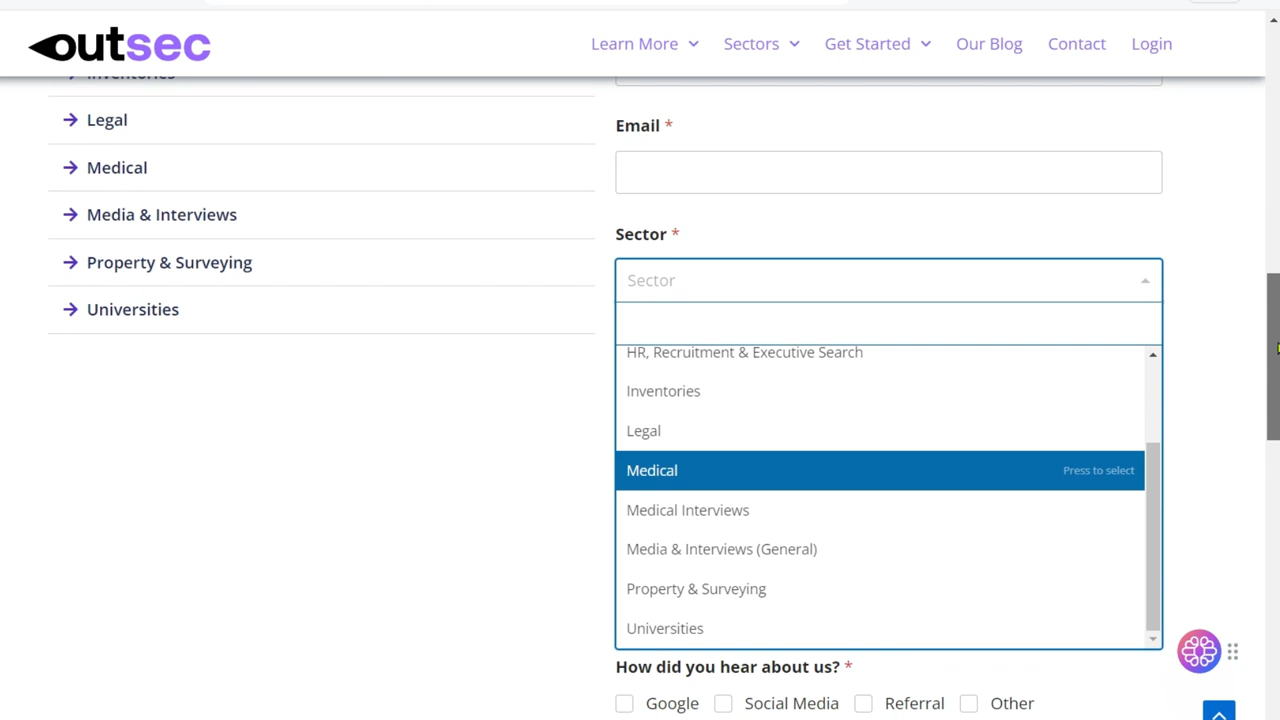 outsec
Learn More
Sectors
Get Started
Our Blog
Contact
Login
Inventories
Legal
Medical
Media & Interviews
Property & Surveying
Universities
Email *
Sector *
Sector
HR, Recruitment & Executive Search
Inventories
Legal
Medical Press to select
Medical Interviews
Media & Interviews (General)
Property & Surveying
Universities
How did you hear about us? *
Google Social Media Referral Other